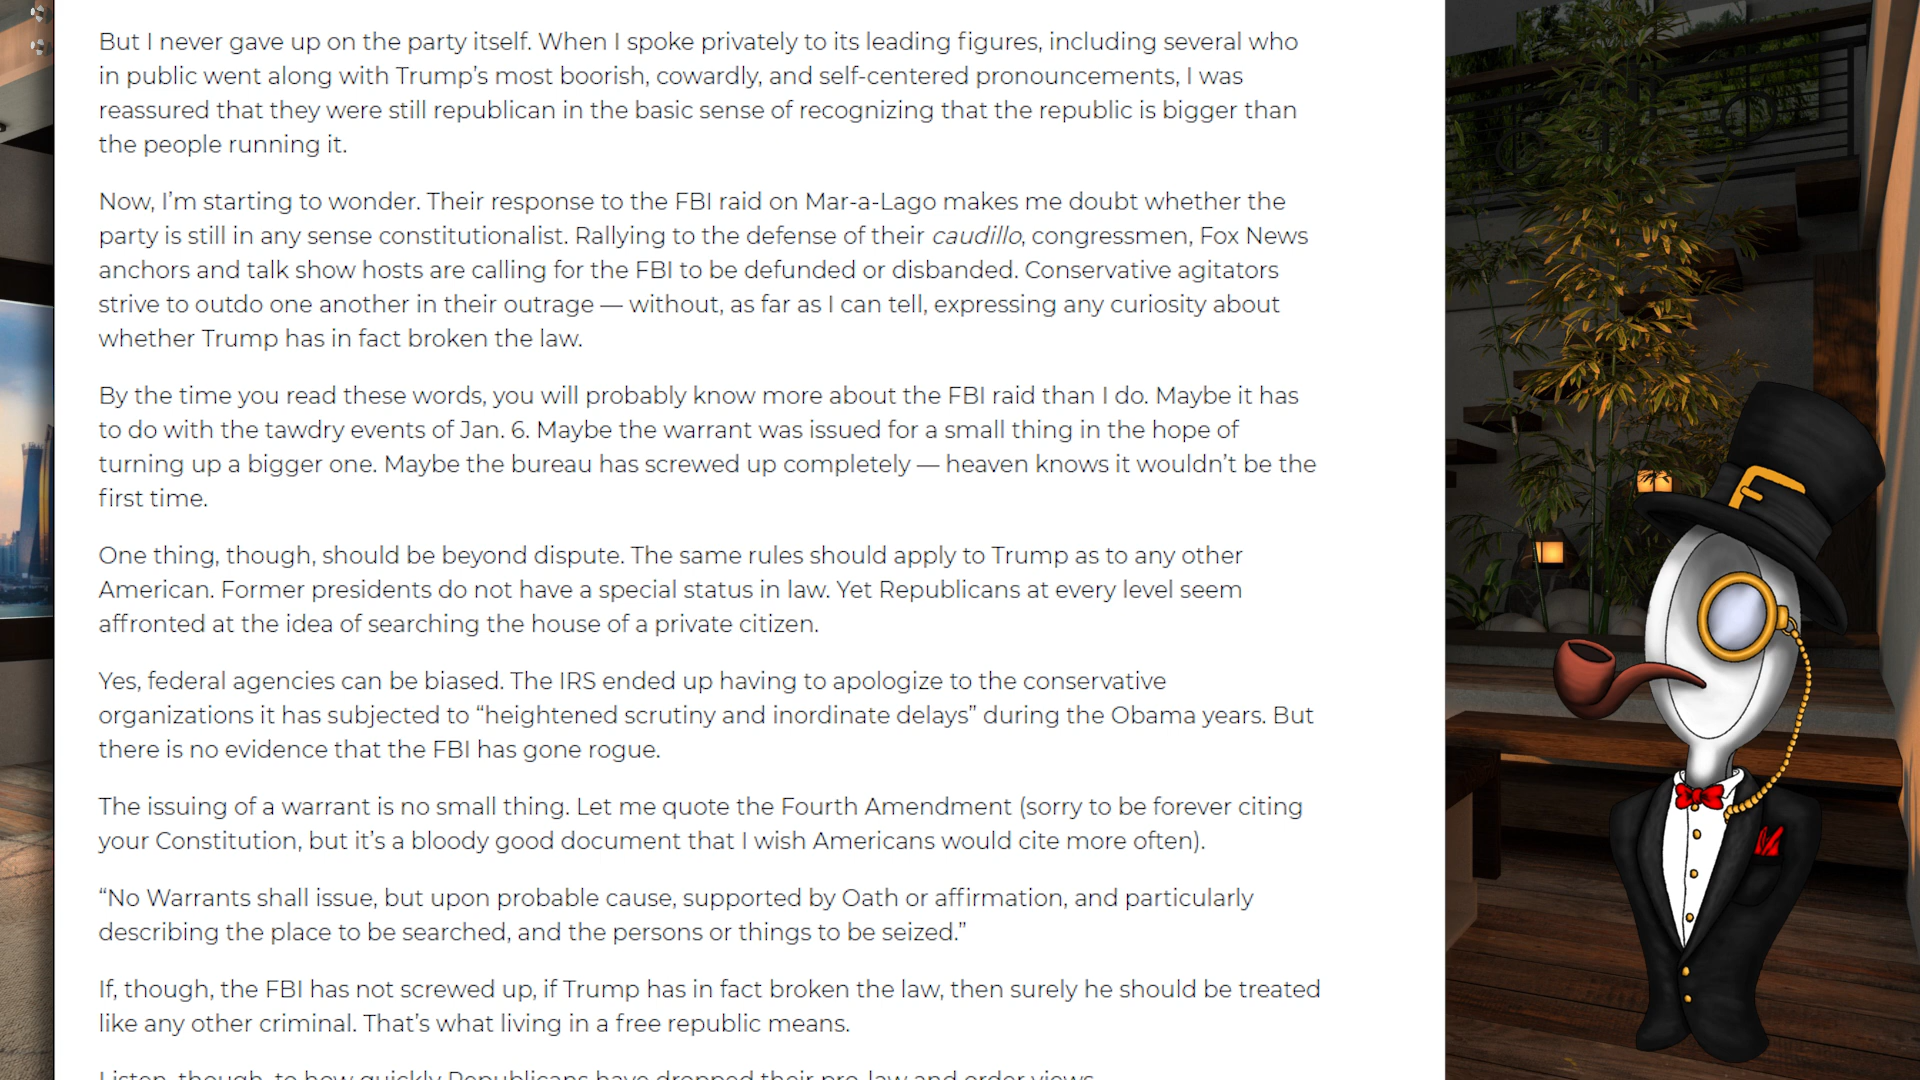 But I never gave up on the party itself. When I spoke privately to its leading figures, including several who
in public went along with Trump’s most boorish, cowardly, and self-centered pronouncements, I was
reassured that they were still republican in the basic sense of recognizing that the republic is bigger than
the people running it.
Now, I’m starting to wonder. Their response to the FBI raid on Mar-a-Lago makes me doubt whether the
party is still in any sense constitutionalist. Rallying to the defense of their caudillo, congressmen, Fox News
anchors and talk show hosts are calling for the FBI to be defunded or disbanded. Conservative agitators
strive to outdo one another in their outrage — without, as far as I can tell, expressing any curiosity about
whether Trump has in fact broken the law.
By the time you read these words, you will probably know more about the FBI raid than I do. Maybe it has
to do with the tawdry events of Jan. 6. Maybe the warrant was issued for a small thing in the hope of
turning up a bigger one. Maybe the bureau has screwed up completely — heaven knows it wouldn’t be the
first time.
One thing, though, should be beyond dispute. The same rules should apply to Trump as to any other
American. Former presidents do not have a special status in law. Yet Republicans at every level seem
affronted at the idea of searching the house of a private citizen.
Yes, federal agencies can be biased. The IRS ended up having to apologize to the conservative
organizations it has subjected to “heightened scrutiny and inordinate delays” during the Obama years. But
there is no evidence that the FBI has gone rogue.
The issuing of a warrant is no small thing. Let me quote the Fourth Amendment (sorry to be forever citing
your Constitution, but it’s a bloody good document that I wish Americans would cite more often).
“No Warrants shall issue, but upon probable cause, supported by Oath or affirmation, and particularly
describing the place to be searched, and the persons or things to be seized.”
If, though, the FBI has not screwed up, if Trump has in fact broken the law, then surely he should be treated
like any other criminal. That’s what living in a free republic means.
Listen, though, to how quickly Republicans have dropped their pro-law and order views.